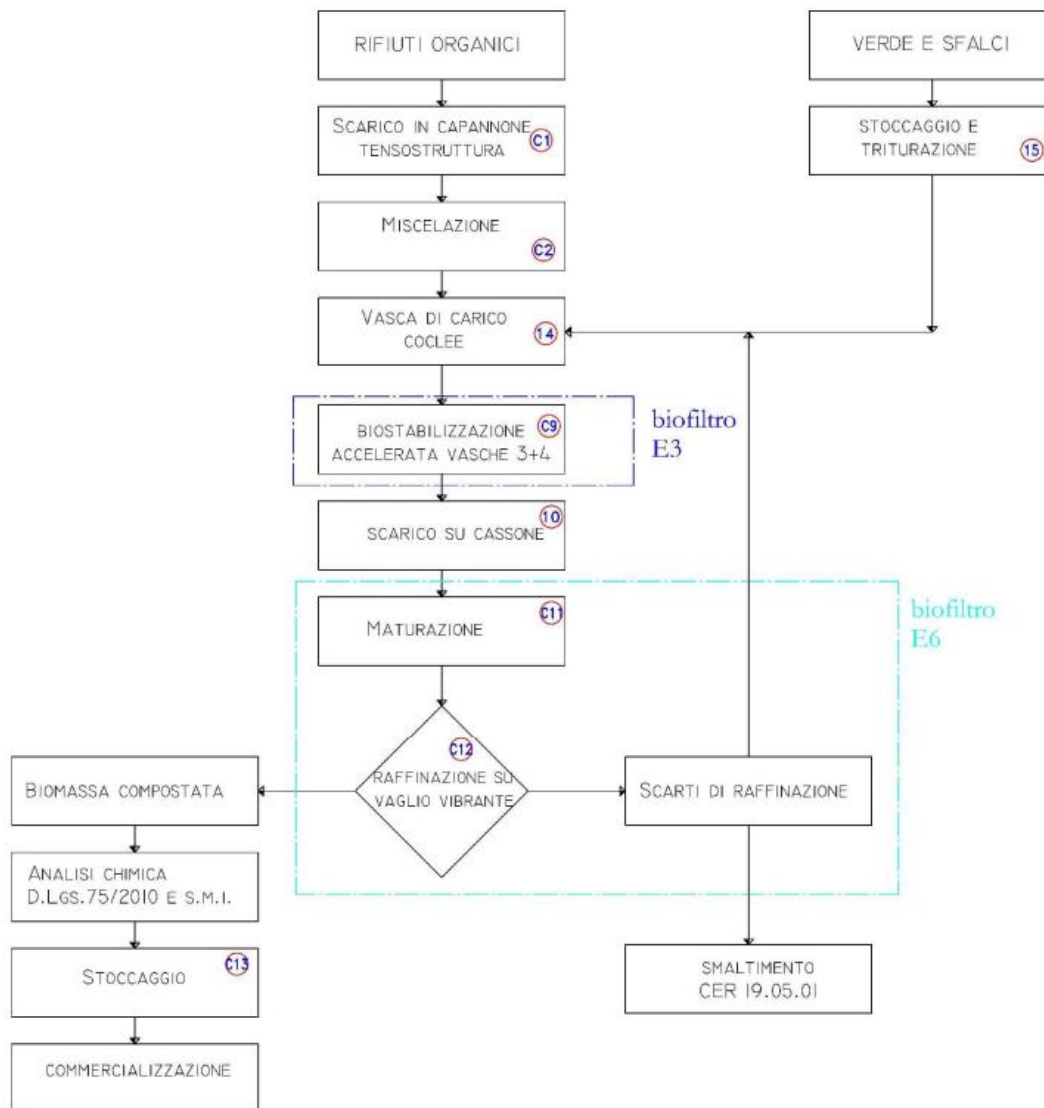 RIFIUTI ORGANICI
VERDE E SFALCI
SCARICO IN CAPANNONE
TENSOSTRUTTURA
C1
STOCCAGGIO E
TRITURAZIONE
15
MISCELAZIONE
C2
VASCA DI CARICO
COCLEE
14
BIOSTABILIZZAZIONE
ACCELERATA VASCHE 3+4
C9
biofiltro
E3
SCARICO SU CASSONE
10
MATURAZIONE
C11
biofiltro
E6
C12
RAFFINAZIONE SU
VAGLIO VIBRANTE
BIOMASSA COMPOSTATA
SCARTI DI RAFFINAZIONE
ANALISI CHIMICA
D.LGS.75/2010 E S.M.I.
STOCCAGGIO
C13
SMALTIMENTO
CER 19.05.01
COMMERCIALIZZAZIONE